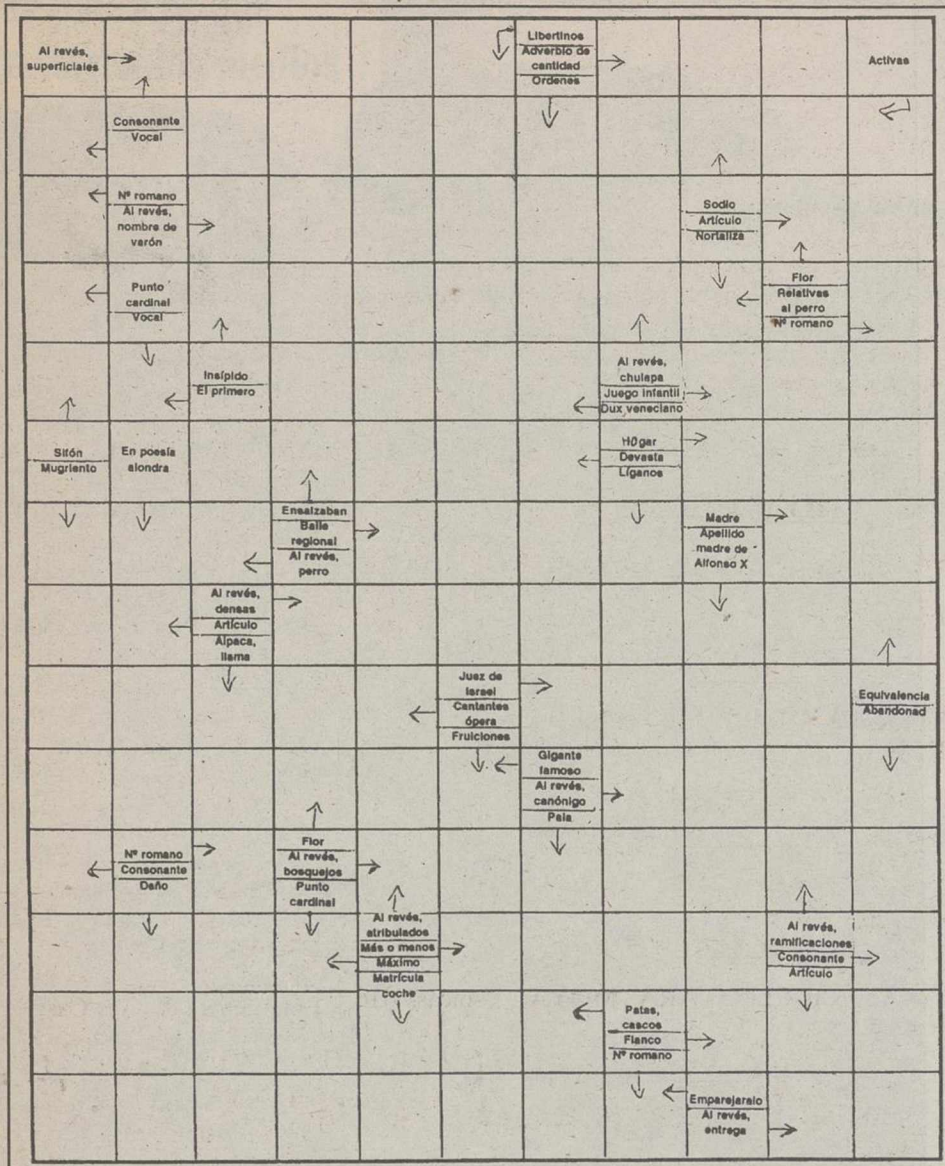 Al revés,
superficiales
Libertinos
Adverbio de
cantidad
Ordenes
Activas
Consonante
Vocal
Nº romano
Al revés,
nombre de
varón
Sodio
Artículo
Nortaliza
Punto
cardinal
Vocal
Flor
Relativas
al perro
Nº romano
Insípido
El primero
Al revés,
chulapa
Juego infantil
Dux veneciano
Sifón
Mugriento
En poesía
alondra
Hogar
Devasta
Líganos
Ensalzaban
Baile
regional
Al revés,
perro
Madre
Apellido
madre de
Alfonso X
Al revés,
densas
Artículo
Alpaca,
llama
Juez de
Israel
Cantantes
ópera
Fruiciones
Equivalencia
Abandonad
Gigante
famoso
Al revés,
canónigo
Pala
Nº romano
Consonante
Daño
Flor
Al revés,
bosquejos
Punto
cardinal
Al revés,
atribulados
Más o menos
Máximo
Matrícula
coche
Al revés,
ramificaciones
Consonante
Artículo
Patas,
cascos
Flanco
Nº romano
Emparejaralo
Al revés,
entrega